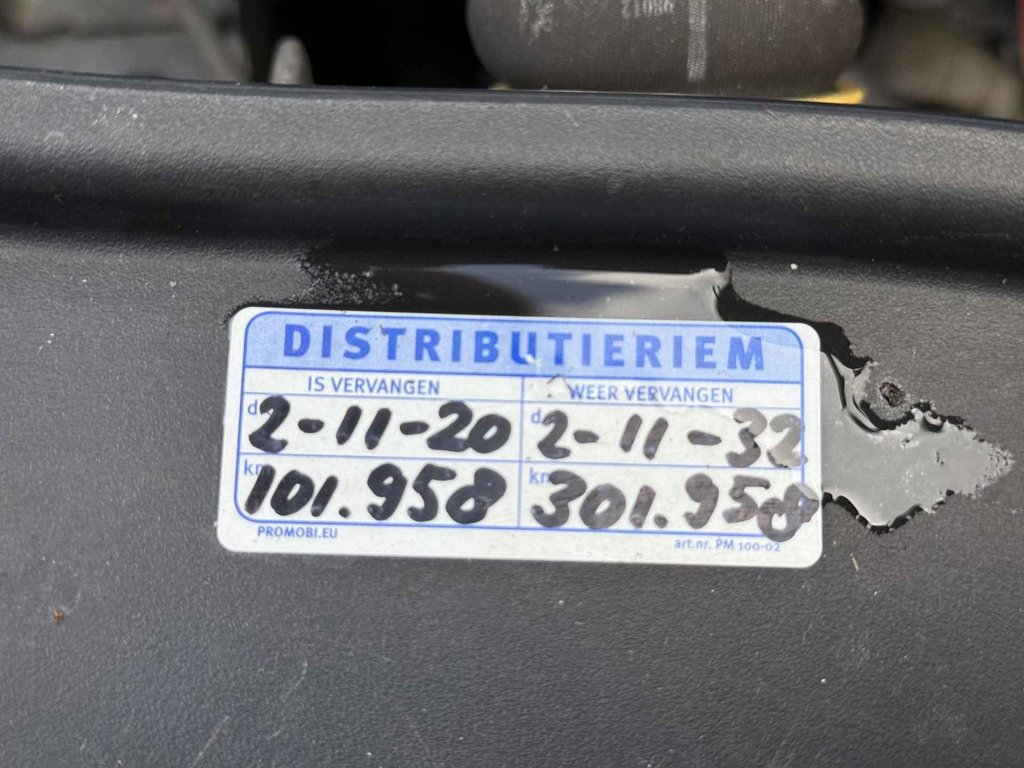 DISTRIBUTIERIEM
IS VERVANGEN WEER VERVANGEN
d 2-11-20 d 2-11-32
km 101.958 km 301.958
PROMOBI.EU art.nr. PM 100-02